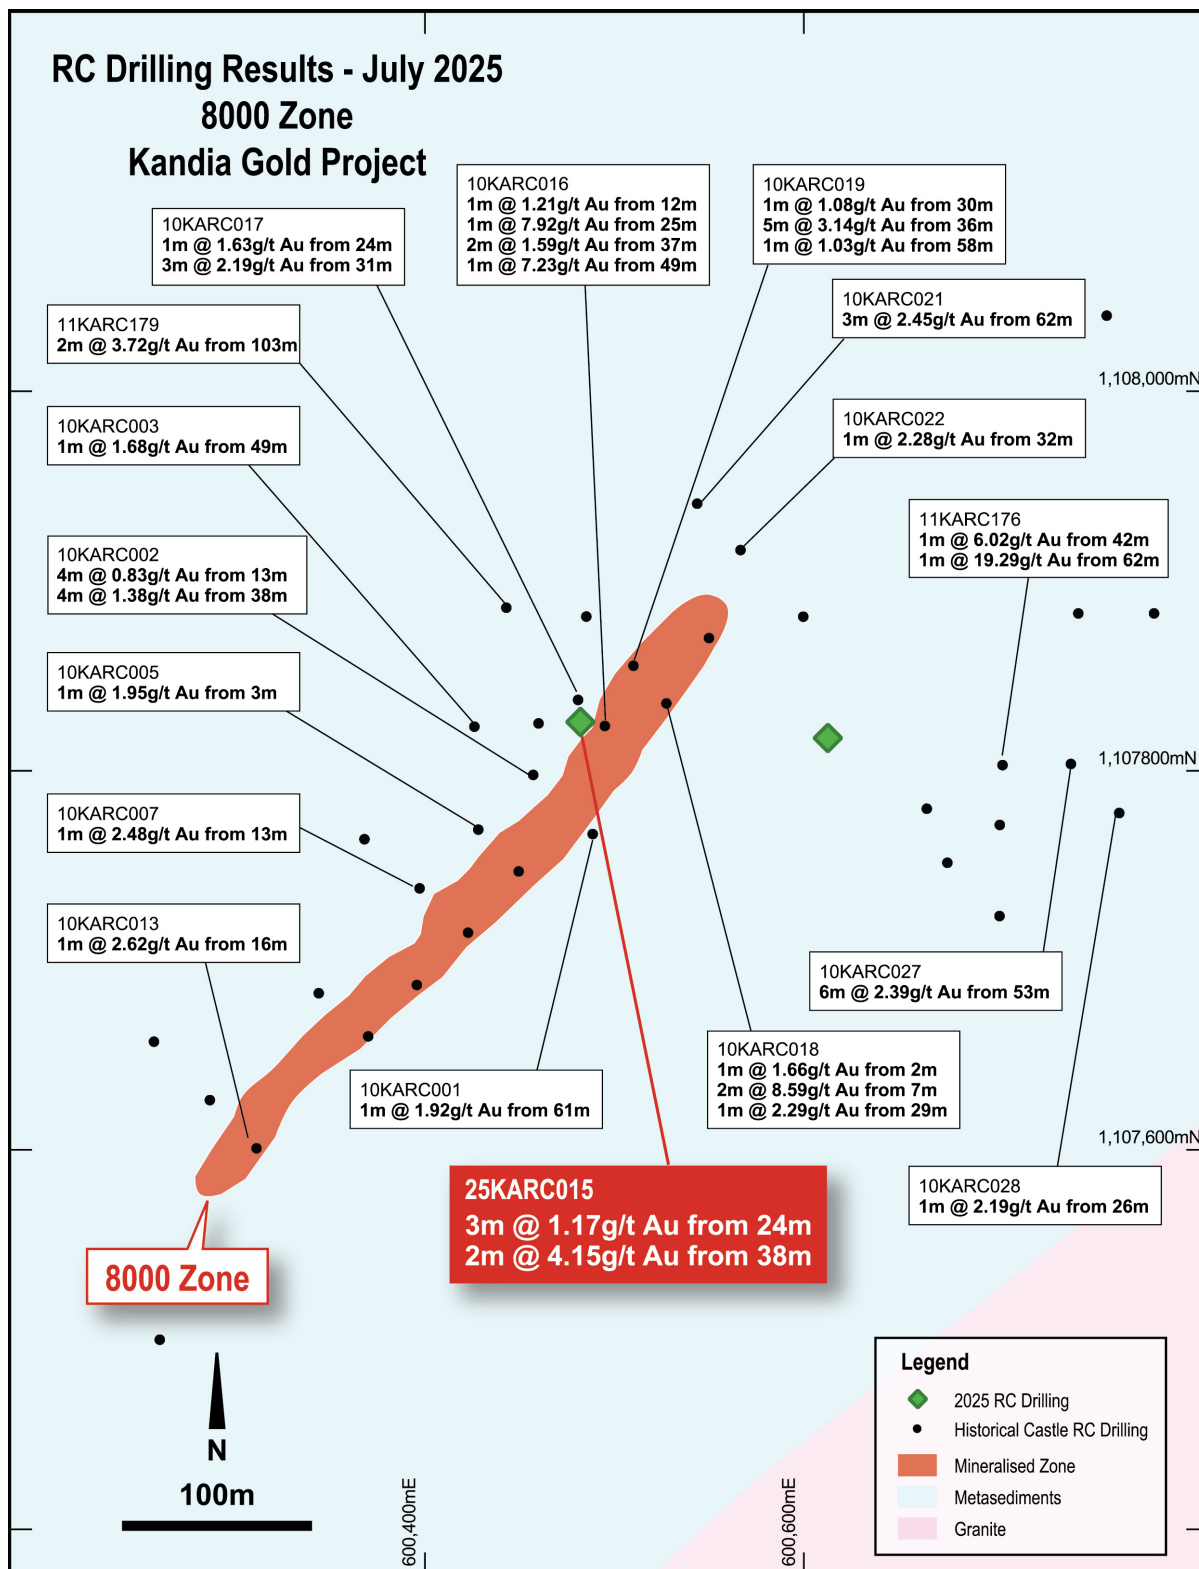 RC Drilling Results - July 2025
8000 Zone
Kandia Gold Project
10KARC017
1m @ 1.63g/t Au from 24m
3m @ 2.19g/t Au from 31m
10KARC016
1m @ 1.21g/t Au from 12m
1m @ 7.92g/t Au from 25m
2m @ 1.59g/t Au from 37m
1m @ 7.23g/t Au from 49m
10KARC019
1m @ 1.08g/t Au from 30m
5m @ 3.14g/t Au from 36m
1m @ 1.03g/t Au from 58m
10KARC021
3m @ 2.45g/t Au from 62m
11KARC179
2m @ 3.72g/t Au from 103m
1,108,000mN
10KARC003
1m @ 1.68g/t Au from 49m
10KARC022
1m @ 2.28g/t Au from 32m
11KARC176
1m @ 6.02g/t Au from 42m
1m @ 19.29g/t Au from 62m
10KARC002
4m @ 0.83g/t Au from 13m
4m @ 1.38g/t Au from 38m
10KARC005
1m @ 1.95g/t Au from 3m
1,107800mN
10KARC007
1m @ 2.48g/t Au from 13m
10KARC013
1m @ 2.62g/t Au from 16m
10KARC027
6m @ 2.39g/t Au from 53m
10KARC018
1m @ 1.66g/t Au from 2m
2m @ 8.59g/t Au from 7m
1m @ 2.29g/t Au from 29m
10KARC001
1m @ 1.92g/t Au from 61m
1,107,600mN
25KARC015
3m @ 1.17g/t Au from 24m
2m @ 4.15g/t Au from 38m
10KARC028
1m @ 2.19g/t Au from 26m
8000 Zone
N
100m
600,400mE
600,600mE
Legend
2025 RC Drilling
Historical Castle RC Drilling
Mineralised Zone
Metasediments
Granite